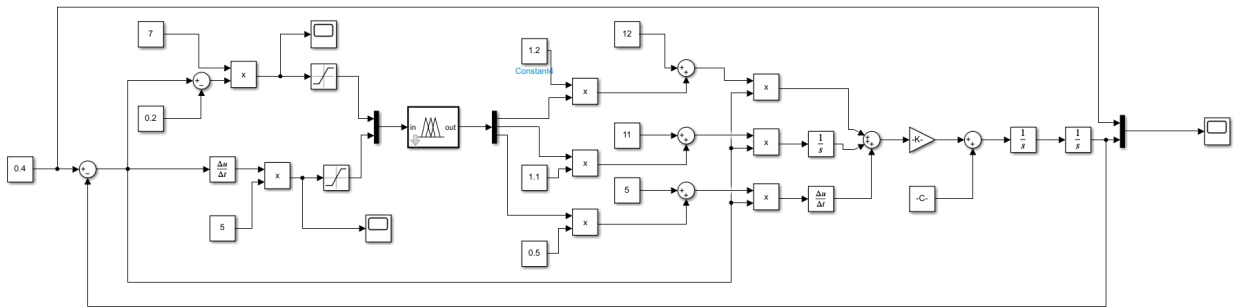 7
1.2
Constant4
12
x
x
x
0.2
in
out
11
x
1
s
-K-
1
s
1
s
0.4
Δu
Δt
x
x
1.1
5
x
Δu
Δt
-C-
5
x
0.5